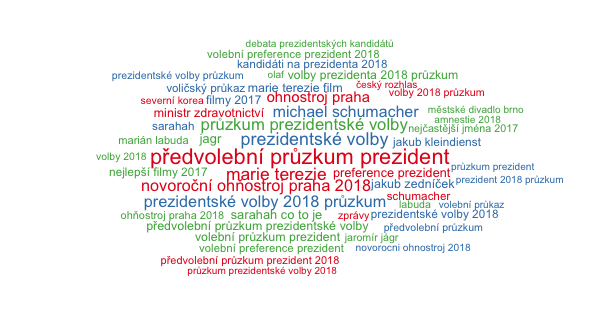 debata prezidentských kandidátů
volební preference prezident 2018
kandidáti na prezidenta 2018
prezidentské volby průzkum
olaf
volby prezidenta 2018 průzkum
český rozhlas
voličský průkaz
marie terezie film
volby 2018 průzkum
severní korea
filmy 2017
ohnostroj praha
ministr zdravotnictví
michael schumacher
městské divadlo brno
amnestie 2018
sarahah
průzkum prezidentské volby
nejčastější jména 2017
marián labuda
jagr
prezidentské volby
jakub kleindienst
volby 2018
předvolební průzkum prezident
průzkum prezident
nejlepší filmy 2017
marie terezie
preference prezident
prezident 2018 průzkum
novoroční ohňostroj praha 2018
jakub zedníček
schumacher
prezidentské volby 2018 průzkum
labuda
volební průkaz
ohňostroj praha 2018
sarahah co to je
zprávy
prezidentské volby 2018
předvolební průzkum prezidentské volby
předvolební průzkum
volební průzkum prezident
jaromír jágr
volební preference prezident
novorocni ohnostroj 2018
předvolební průzkum prezident 2018
průzkum prezidentské volby 2018